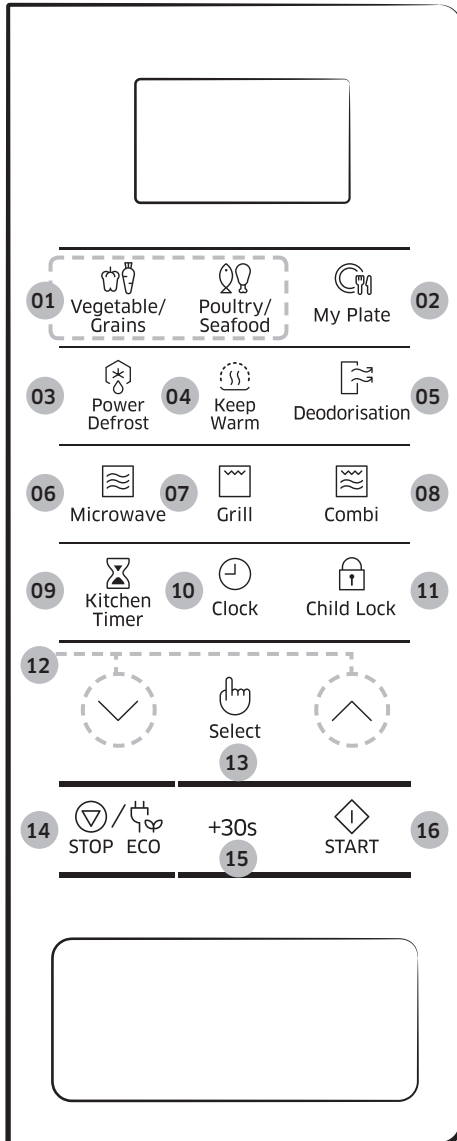 01
Vegetable/
Grains
Poultry/
Seafood
My Plate
02
03
Power
Defrost
04
Keep
Warm
Deodorisation
05
06
Microwave
07
Grill
Combi
08
09
Kitchen
Timer
10
Clock
Child Lock
11
12
Select
13
14
STOP / ECO
+30s
15
START
16